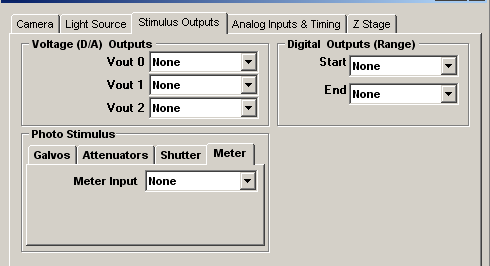 Camera Light Source Stimulus Outputs Analog Inputs & Timing Z Stage
Voltage (D/A) Outputs
Vout 0 None
Vout 1 None
Vout 2 None
Digital Outputs (Range)
Start None
End None
Photo Stimulus
Galvos Attenuators Shutter Meter
Meter Input None